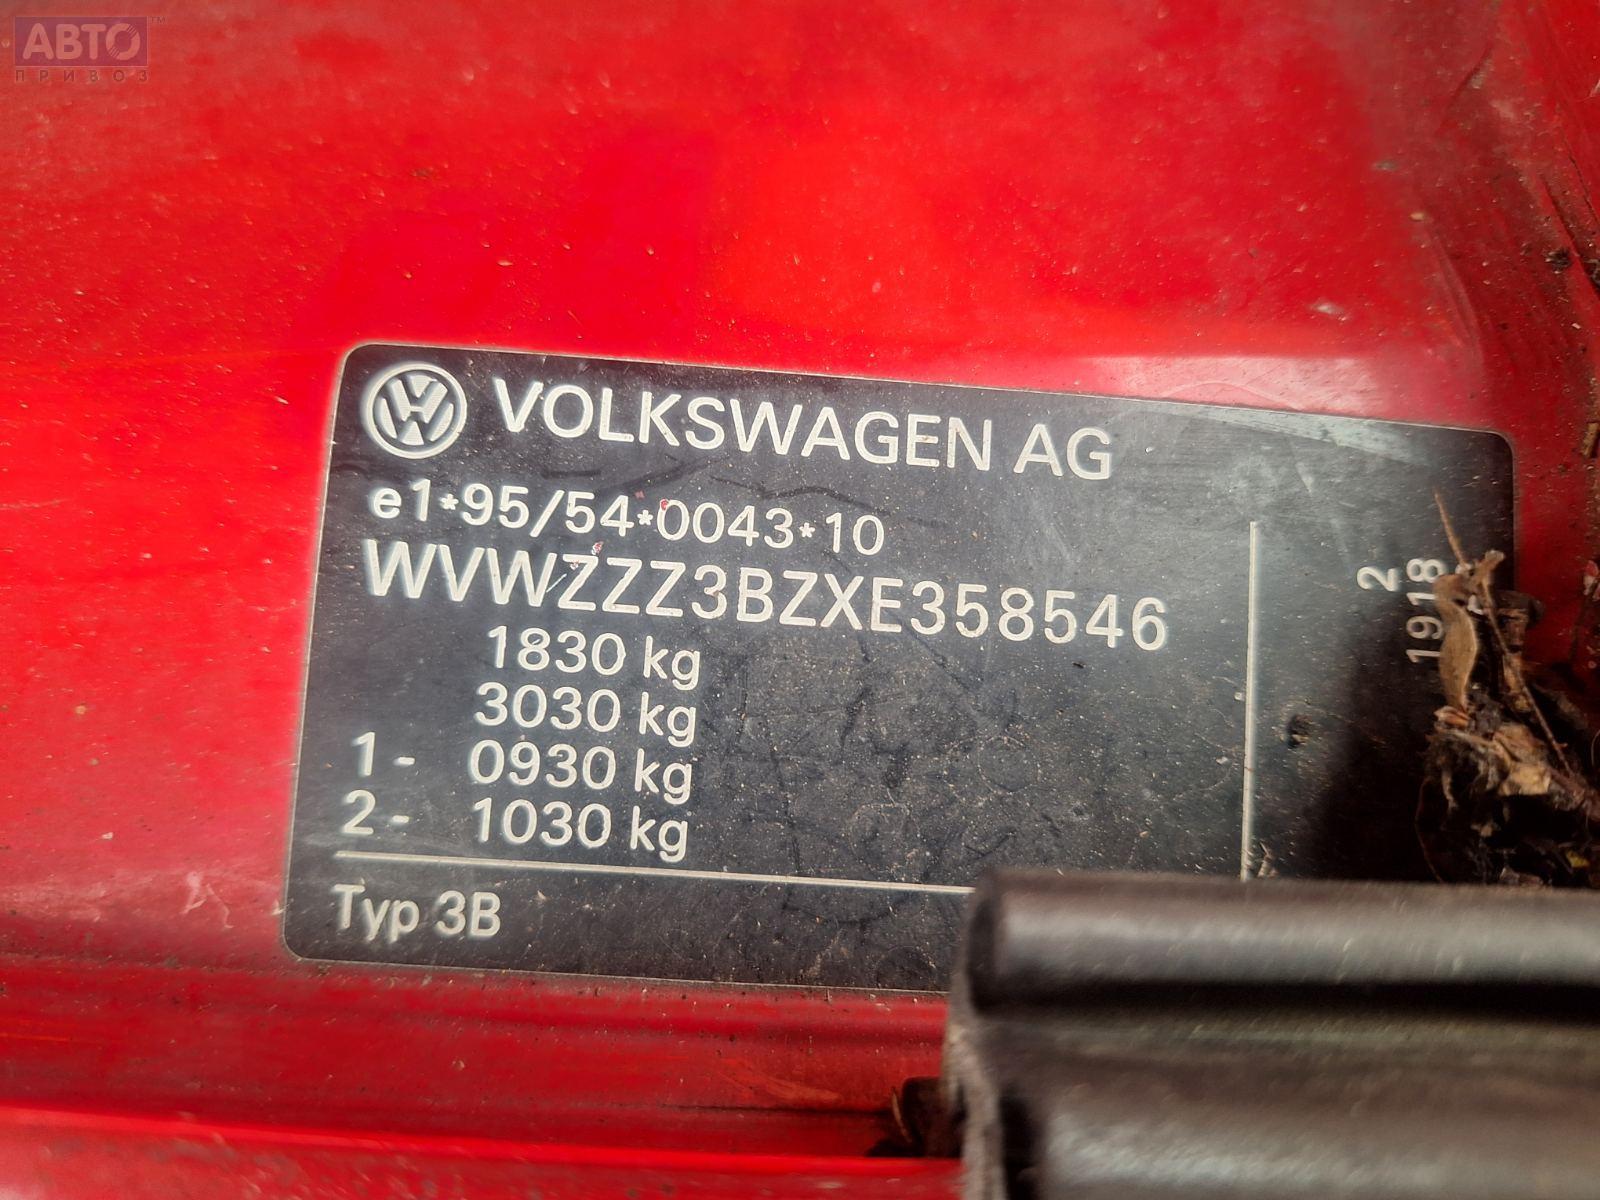 АВТО™
ПРИВОЗ
VOLKSWAGEN AG
e1*95/54*0043*10
WVWZZZ3BZXE358546
1830 kg
3030 kg
1- 0930 kg
2- 1030 kg
Typ 3B
2
1918